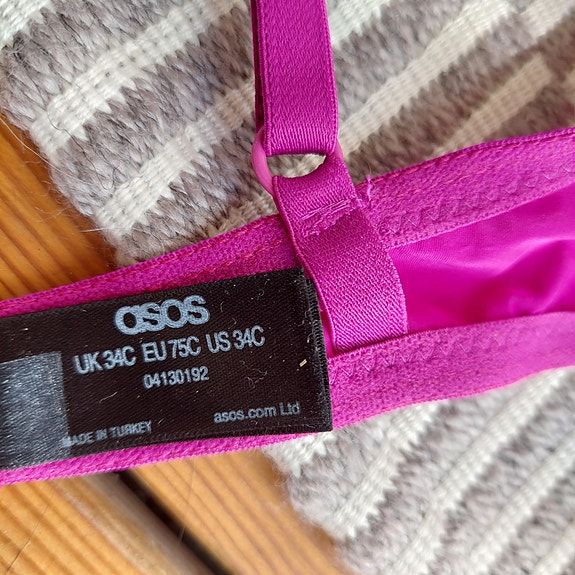 asos
UK 34C EU 75C US 34C
04130192
asos.com Ltd
MADE IN TURKEY